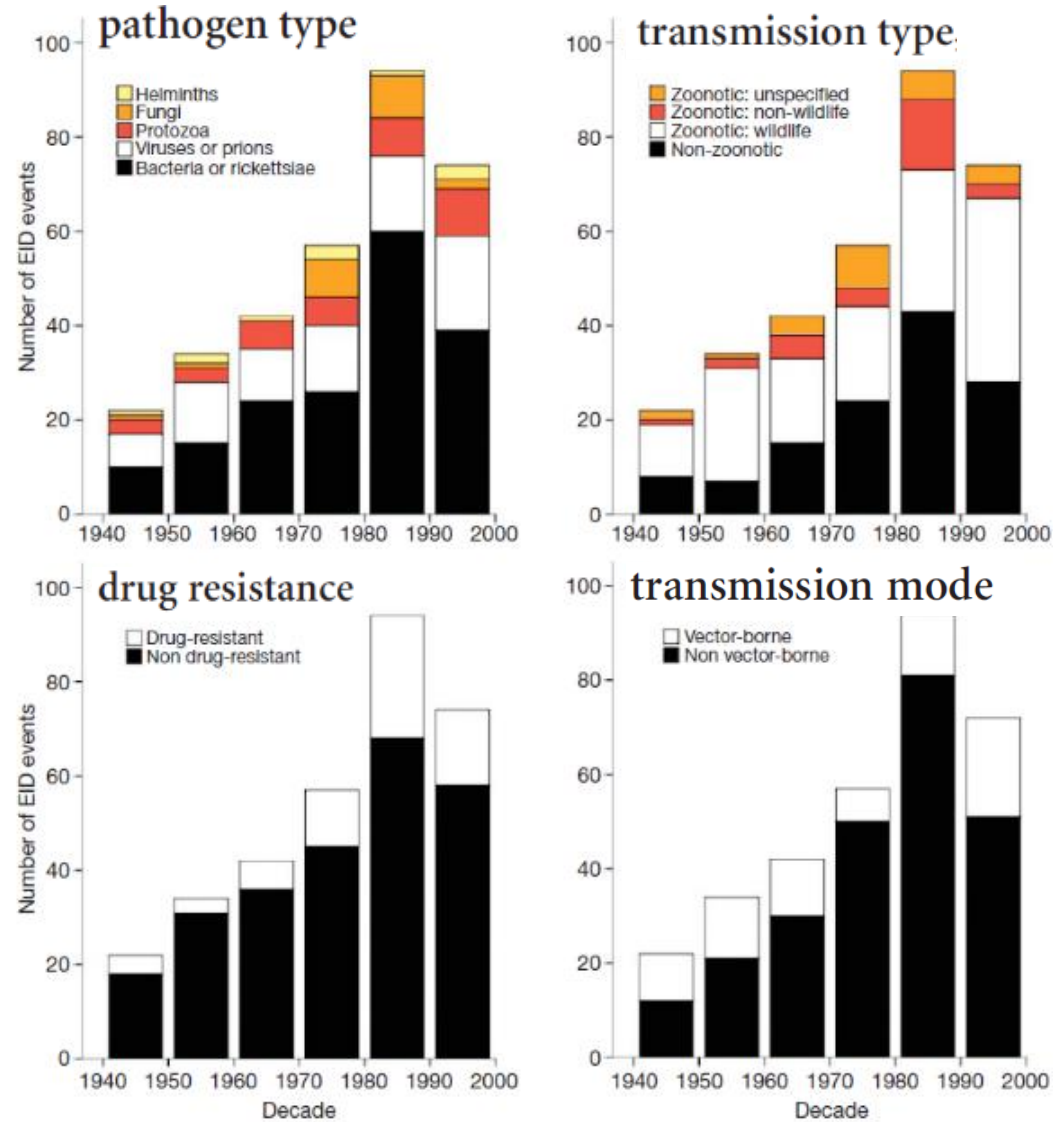 pathogen type
100
80
60
40
20
0
Number of EID events
Helminths
Fungi
Protozoa
Viruses or prions
Bacteria or rickettsiae
1940 1950 1960 1970 1980 1990 2000
transmission type
100
80
60
40
20
0
Zoonotic: unspecified
Zoonotic: non-wildlife
Zoonotic: wildlife
Non-zoonotic
1940 1950 1960 1970 1980 1990 2000
drug resistance
100
80
60
40
20
0
Number of EID events
Drug-resistant
Non drug-resistant
1940 1950 1960 1970 1980 1990 2000
Decade
transmission mode
100
80
60
40
20
0
Vector-borne
Non vector-borne
1940 1950 1960 1970 1980 1990 2000
Decade